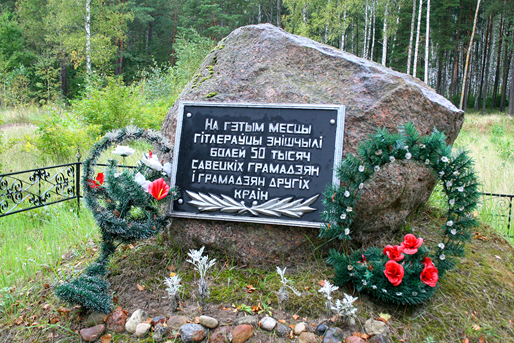 НА ГЭТЫМ МЕСЦЫ
ГІТЛЕРАЎЦЫ ЗНІШЧЫЛІ
БОЛЕЙ 50 ТЫСЯЧ
САВЕЦКІХ ГРАМАДЗЯН
І ГРАМАДЗЯН ДРУГІХ
КРАІН